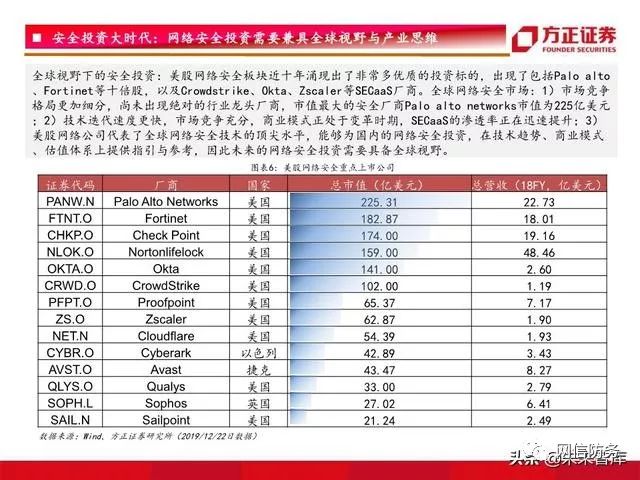 安全投资大时代：网络安全投资需要兼具全球视野与产业思维
方正证券
FOUNDER SECURITIES
全球视野下的安全投资：美股网络安全板块近十年涌现出了非常多优质的投资标的，出现了包括Palo alto
、Fortinet等十倍股，以及Crowdstrike、Okta、Zscaler等SECaaS厂商。全球网络安全市场：1）市场竞争
格局更加细分，尚未出现绝对的行业龙头厂商，市值最大的安全厂商Palo alto networks市值为225亿美元
；2）技术迭代速度更快，市场竞争充分，商业模式正处于变革时期，SECaaS的渗透率正在迅速提升；3）
美股网络公司代表了全球网络安全技术的顶尖水平，能够为国内的网络安全投资，在技术趋势、商业模式
、估值体系上提供指引与参考，因此未来的网络安全投资需要具备全球视野。
图表6：美股网络安全重点上市公司
证券代码 厂商 国家 总市值（亿美元） 总营收（18FY，亿美元）
PANW.N Palo Alto Networks 美国 225.31 22.73
FTNT.O Fortinet 美国 182.87 18.01
CHKP.O Check Point 美国 174.00 19.16
NLOK.O Nortonlifelock 美国 159.00 48.46
OKTA.O Okta 美国 141.00 2.60
CRWD.O CrowdStrike 美国 102.00 1.19
PFPT.O Proofpoint 美国 65.37 7.17
ZS.O Zscaler 美国 62.87 1.90
NET.N Cloudflare 美国 54.39 1.93
CYBR.O Cyberark 以色列 42.89 3.43
AVST.O Avast 捷克 43.47 8.27
QLYS.O Qualys 美国 33.00 2.79
SOPH.L Sophos 英国 27.02 6.41
SAIL.N Sailpoint 美国 21.24 2.49
数据来源：Wind，方正证券研究所（2019/12/22日数据）
网信防务
头条@未来智库